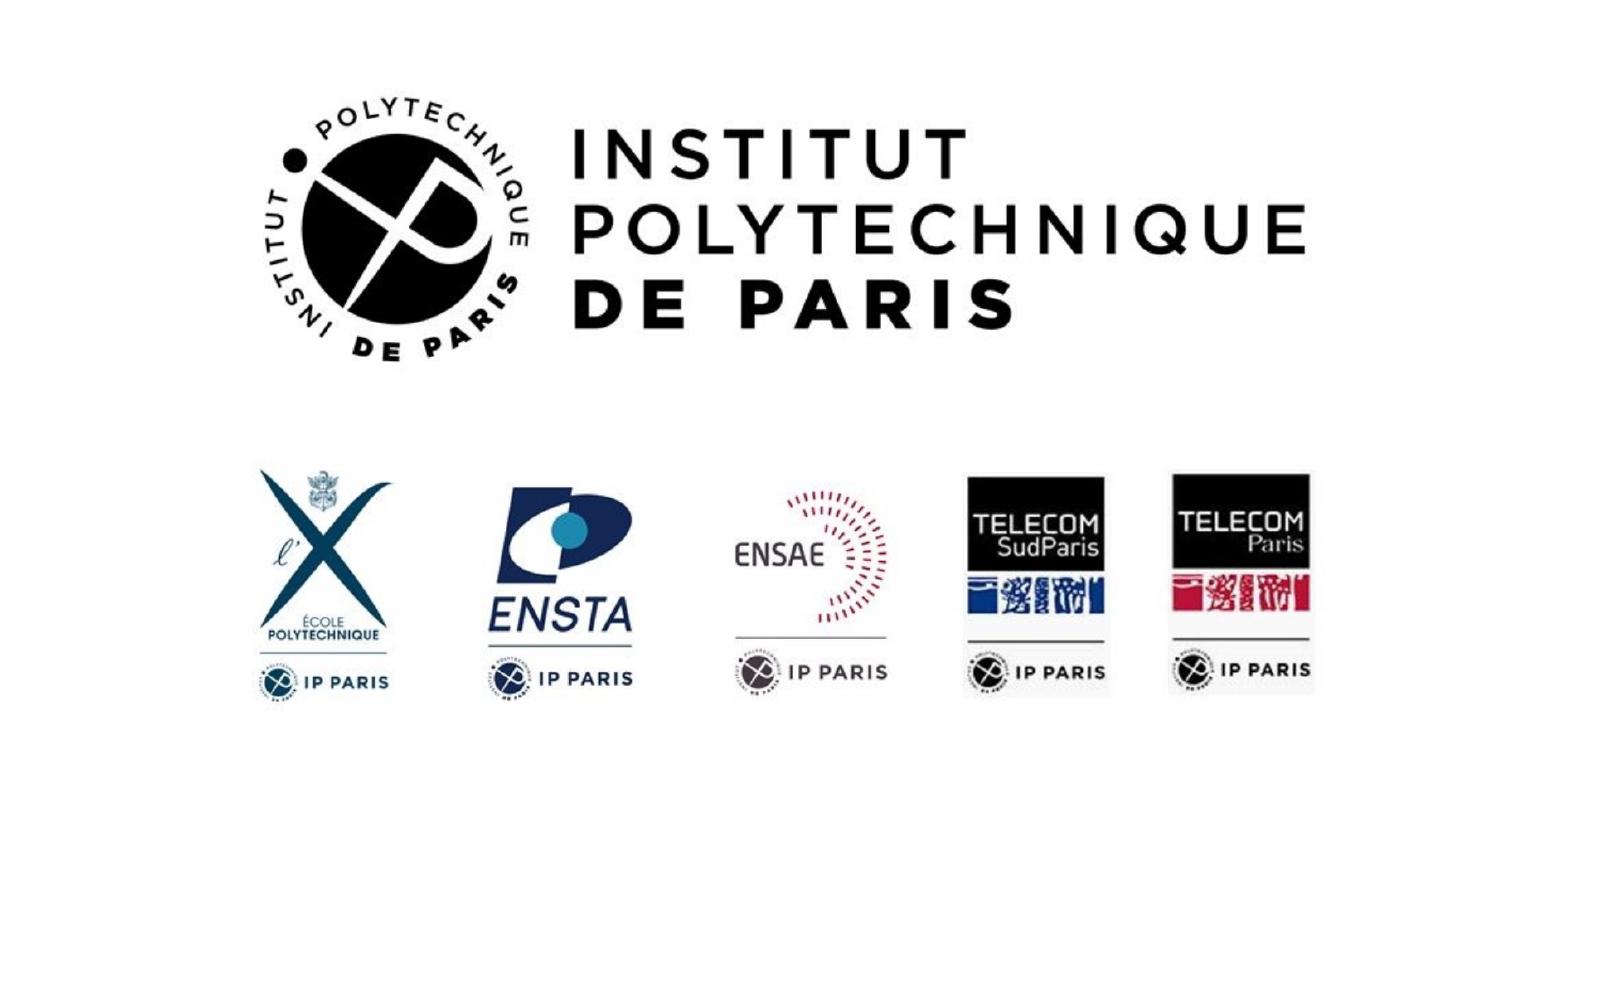 INSTITUT POLYTECHNIQUE DE PARIS
INSTITUT
POLYTECHNIQUE
DE PARIS
l'X
ÉCOLE
POLYTECHNIQUE
IP PARIS
ENSTA
IP PARIS
ENSAE
IP PARIS
TELECOM
SudParis
IP PARIS
TELECOM
Paris
IP PARIS